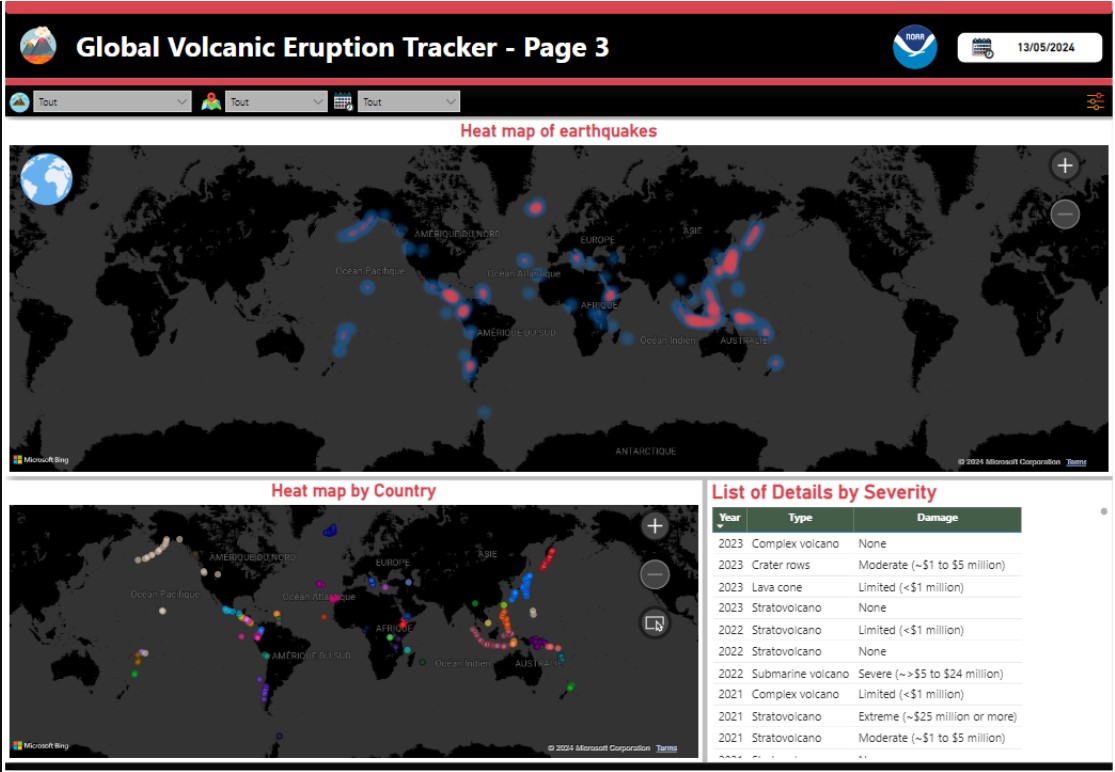 Global Volcanic Eruption Tracker - Page 3
NOAA
13/05/2024
Tout
Tout
Tout
Heat map of earthquakes
AMÉRIQUE DU NORD
ASIE
EUROPE
Océan Pacifique
Océan Atlantique
AFRIQUE
AMÉRIQUE DU SUD
Océan Indien
AUSTRALIE
ANTARCTIQUE
Microsoft Bing
© 2024 Microsoft Corporation Terms
Heat map by Country
AMÉRIQUE DU NORD
ASIE
EUROPE
Océan Pacifique
Océan Atlantique
AFRIQUE
AMÉRIQUE DU SUD
Océan Indien
AUSTRALIE
Microsoft Bing
© 2024 Microsoft Corporation Terms
List of Details by Severity
Year Type Damage
2023 Complex volcano None
2023 Crater rows Moderate (~$1 to $5 million)
2023 Lava cone Limited (<$1 million)
2023 Stratovolcano None
2022 Stratovolcano Limited (<$1 million)
2022 Stratovolcano None
2022 Submarine volcano Severe (~>$5 to $24 million)
2021 Complex volcano Limited (<$1 million)
2021 Stratovolcano Extreme (~$25 million or more)
2021 Stratovolcano Moderate (~$1 to $5 million)